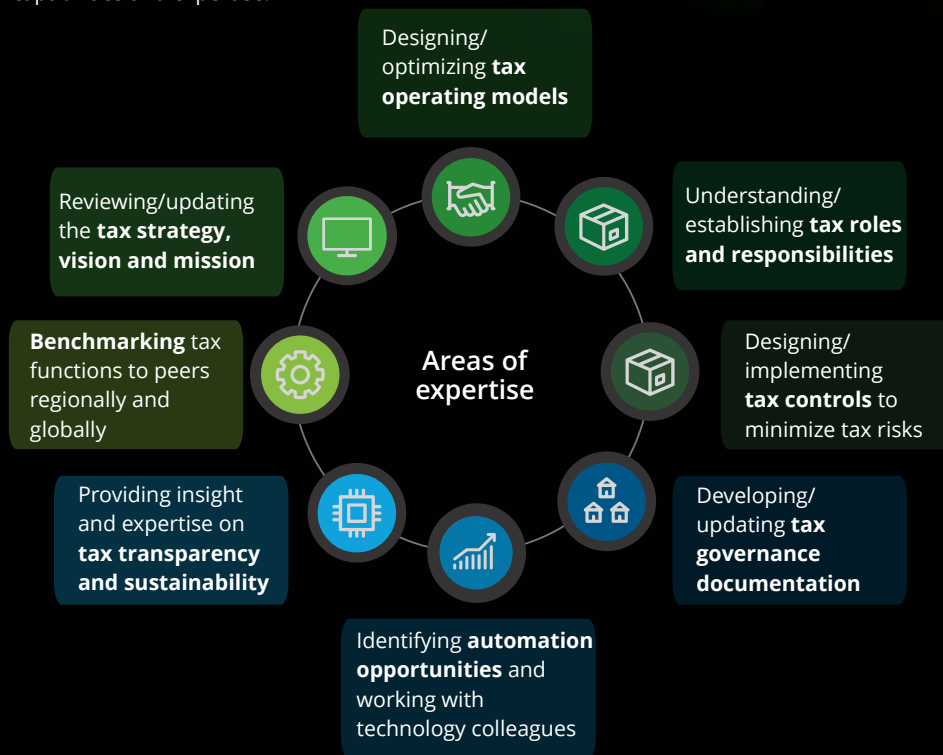 Designing/
optimizing tax
operating models
Reviewing/updating
the tax strategy,
vision and mission
Understanding/
establishing tax roles
and responsibilities
Benchmarking tax
functions to peers
regionally and
globally
Areas of
expertise
Designing/
implementing
tax controls to
minimize tax risks
Providing insight
and expertise on
tax transparency
and sustainability
Developing/
updating tax
governance
documentation
Identifying automation
opportunities and
working with
technology colleagues